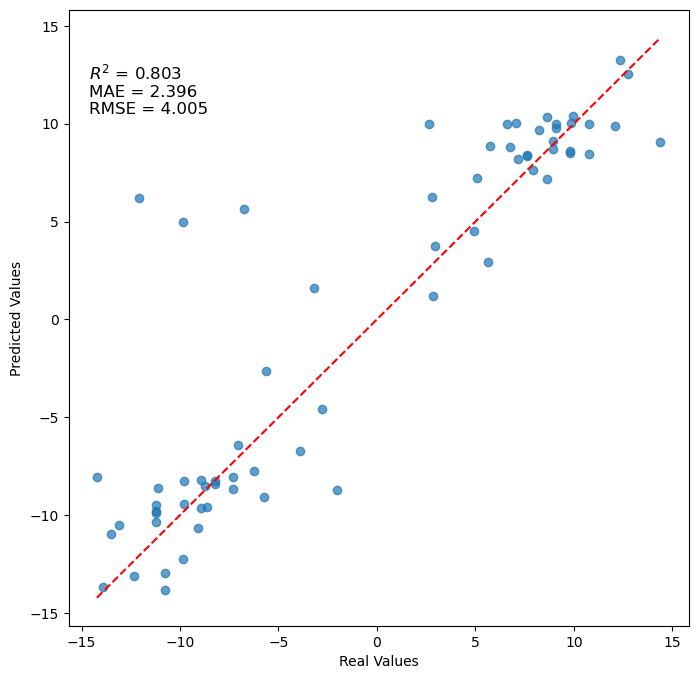 R² = 0.803
MAE = 2.396
RMSE = 4.005
15
10
5
0
−5
−10
−15
Predicted Values
−15 −10 −5 0 5 10 15
Real Values